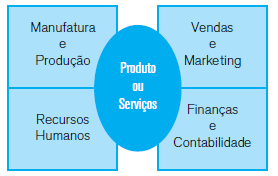 Manufatura
e
Produção
Vendas
e
Marketing
Produto
ou
Serviços
Recursos
Humanos
Finanças
e
Contabilidade